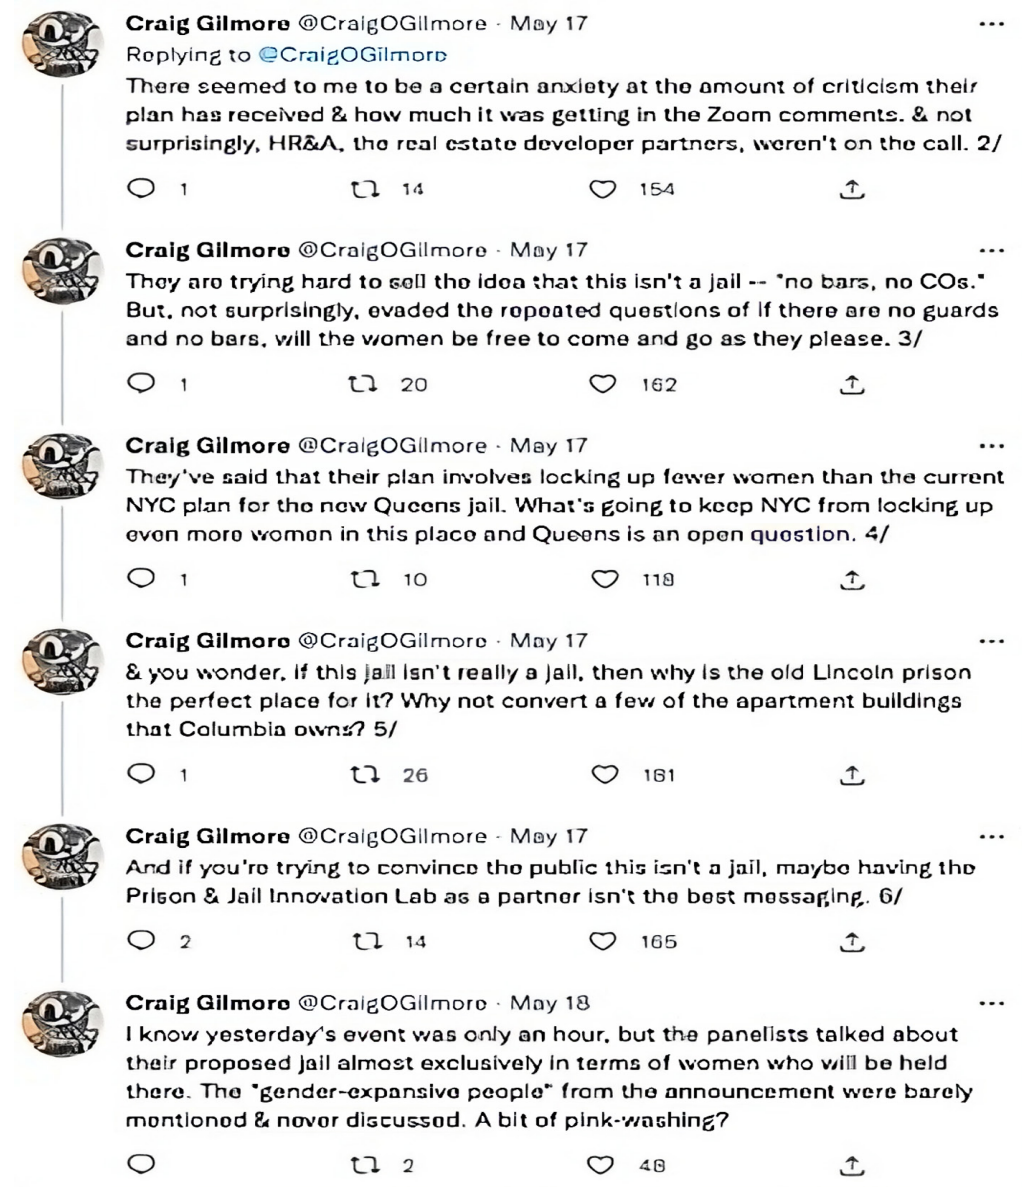 Craig Gilmore @CraigOGilmore · May 17
Replying to @CraigOGilmore
There seemed to me to be a certain anxiety at the amount of criticism their
plan has received & how much it was getting in the Zoom comments. & not
surprisingly, HR&A, the real estate developer partners, weren't on the call. 2/
1 14 154
Craig Gilmore @CraigOGilmore · May 17
They are trying hard to sell the idea that this isn't a jail -- "no bars, no COs."
But, not surprisingly, evaded the repeated questions of if there are no guards
and no bars, will the women be free to come and go as they please. 3/
1 20 162
Craig Gilmore @CraigOGilmore · May 17
They've said that their plan involves locking up fewer women than the current
NYC plan for the new Queens jail. What's going to keep NYC from locking up
even more women in this place and Queens is an open question. 4/
1 10 118
Craig Gilmore @CraigOGilmore · May 17
& you wonder, if this jail isn't really a jail, then why is the old Lincoln prison
the perfect place for it? Why not convert a few of the apartment buildings
that Columbia owns? 5/
1 26 181
Craig Gilmore @CraigOGilmore · May 17
And if you're trying to convince the public this isn't a jail, maybe having the
Prison & Jail Innovation Lab as a partner isn't the best messaging. 6/
2 14 165
Craig Gilmore @CraigOGilmore · May 18
I know yesterday's event was only an hour, but the panelists talked about
their proposed jail almost exclusively in terms of women who will be held
there. The "gender-expansive people" from the announcement were barely
mentioned & never discussed. A bit of pink-washing?
2 48